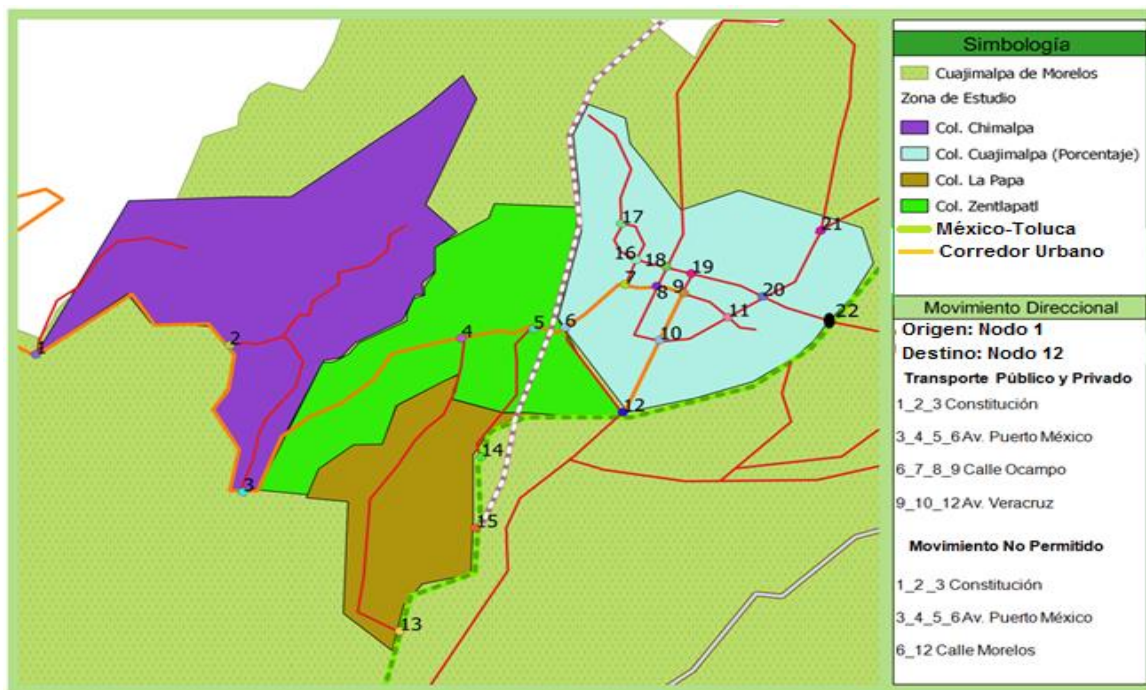 Simbología
Cuajimalpa de Morelos
Zona de Estudio
Col. Chimalpa
Col. Cuajimalpa (Porcentaje)
Col. La Papa
Col. Zentlapatl
México-Toluca
Corredor Urbano
Movimiento Direccional
Origen: Nodo 1
Destino: Nodo 12
Transporte Público y Privado
1_2_3 Constitución
3_4_5_6 Av. Puerto México
6_7_8_9 Calle Ocampo
9_10_12 Av. Veracruz
Movimiento No Permitido
1_2_3 Constitución
3_4_5_6 Av. Puerto México
6_12 Calle Morelos
17
21
16
18
19
7
8
9
20
22
11
5
6
4
10
2
1
12
14
3
15
13